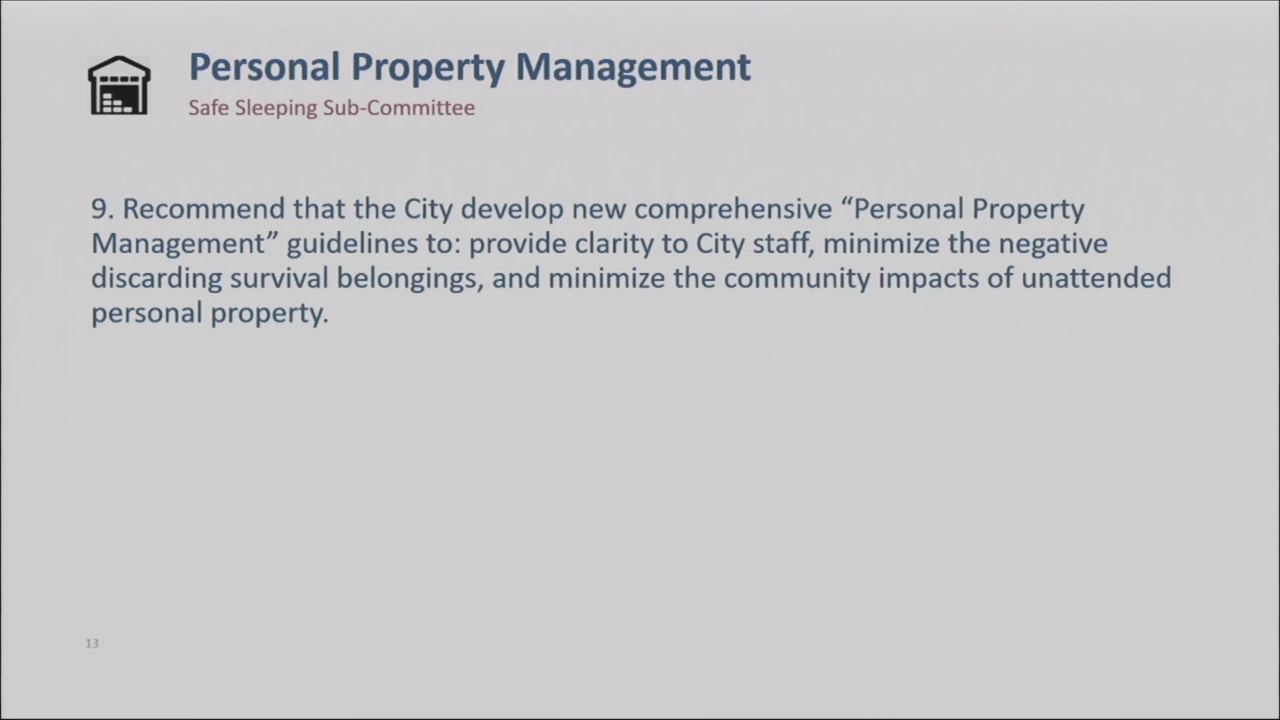 Personal Property Management
Safe Sleeping Sub-Committee
9. Recommend that the City develop new comprehensive “Personal Property
Management” guidelines to: provide clarity to City staff, minimize the negative
discarding survival belongings, and minimize the community impacts of unattended
personal property.
13